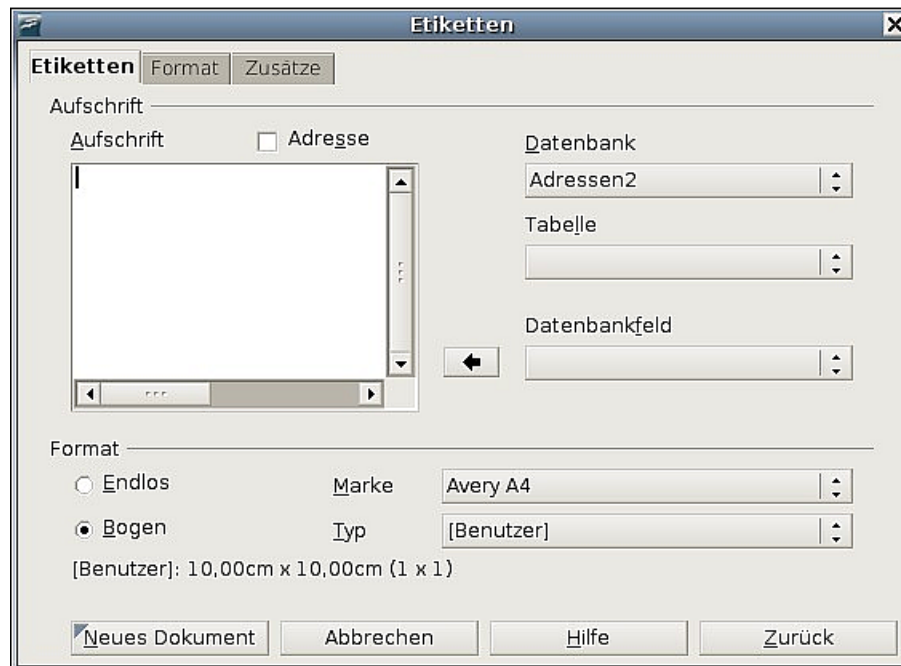 Etiketten
Etiketten Format Zusätze
Aufschrift
Aufschrift Adresse
Datenbank
Adressen2
Tabelle
Datenbankfeld
Format
Endlos Marke Avery A4
Bogen Typ [Benutzer]
[Benutzer]: 10,00cm x 10,00cm (1 x 1)
Neues Dokument Abbrechen Hilfe Zurück